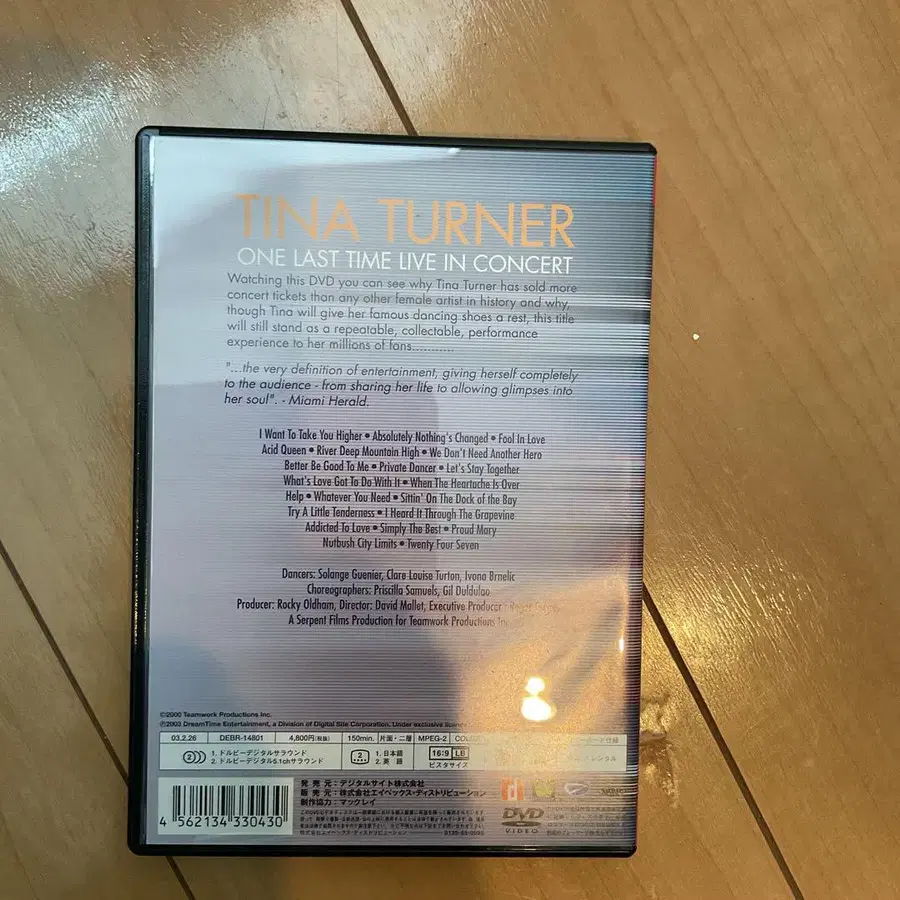 TINA TURNER
ONE LAST TIME LIVE IN CONCERT
Watching this DVD you can see why Tina Turner has sold more
concert tickets than any other female artist in history and why,
though Tina will give her famous dancing shoes a rest, this title
will still stand as a repeatable, collectable, performance
experience to her millions of fans...........
"...the very definition of entertainment, giving herself completely
to the audience - from sharing her life to allowing glimpses into
her soul". - Miami Herald.
I Want To Take You Higher • Absolutely Nothing's Changed • Fool In Love
Acid Queen • River Deep Mountain High • We Don't Need Another Hero
Better Be Good To Me • Private Dancer • Let's Stay Together
What's Love Got To Do With It • When The Heartache Is Over
Help • Whatever You Need • Sittin' On The Dock of the Bay
Try A Little Tenderness • I Heard It Through The Grapevine
Addicted To Love • Simply The Best • Proud Mary
Nutbush City Limits • Twenty Four Seven
Dancers: Solange Guenier, Clare Louise Turton, Ivona Brnelic
Choreographers: Priscilla Samuels, Gil Duldulao
Producer: Rocky Oldham, Director: David Mallet, Executive Producer
A Serpent Films Production for Teamwork Productions Inc
©2000 Teamwork Productions Inc.
℗2003 DreamTime Entertainment, a Division of Digital Site Corporation. Under exclusive
03.2.26 DEBR-14801 4,800円(税抜) 150min. 片面・二層 MPEG-2
2 1. ドルビーデジタルサラウンド 2 1. 日本語 16:9 LB
2. ドルビーデジタル5.1chサラウンド 2. 英語 ビスタサイズ レンタル
発売元：デジタルサイト株式会社
販売元：株式会社エイベックス・ディストリビューション
制作協力：マックレイ
DVD
VIDEO
4 562134 330430